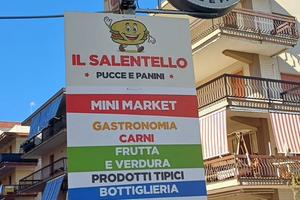 IL SALENTELLO
PUCCE E PANINI
MINI MARKET
GASTRONOMIA
CARNI
FRUTTA
E VERDURA
PRODOTTI TIPICI
BOTTIGLIERIA